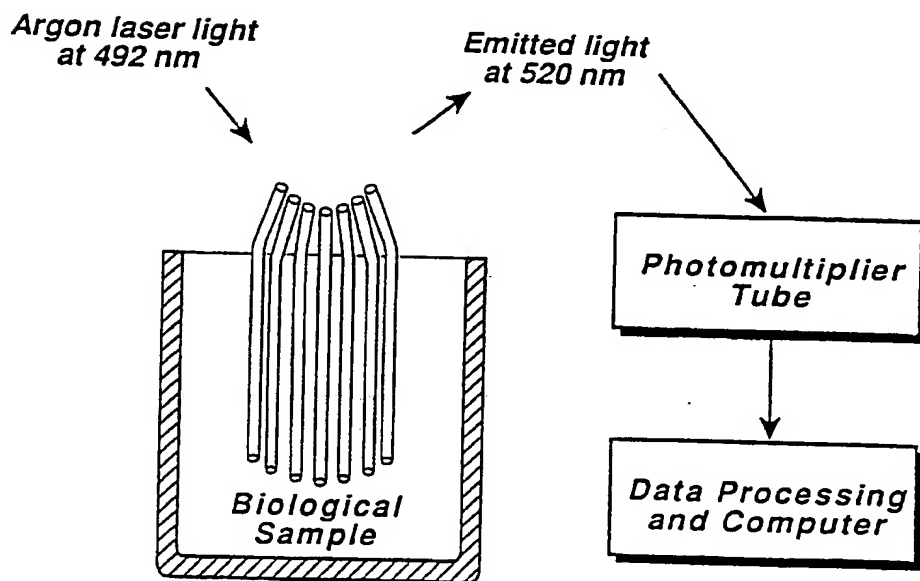 Argon laser light
at 492 nm
Emitted light
at 520 nm
Photomultiplier
Tube
Biological
Sample
Data Processing
and Computer